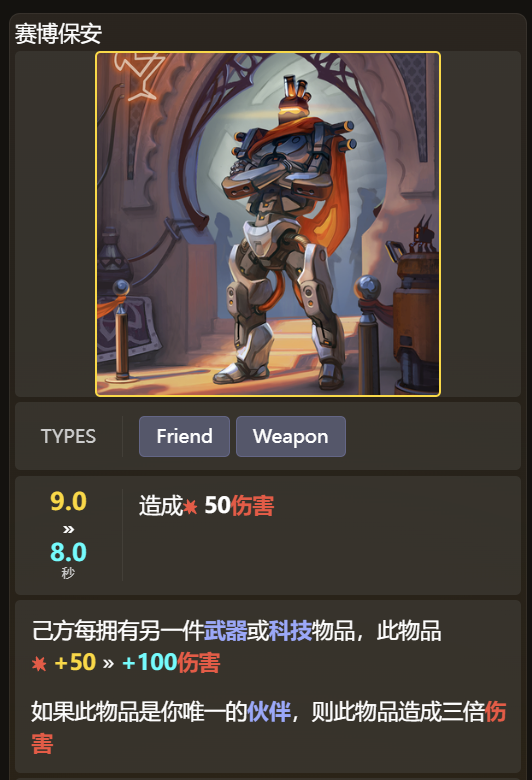 赛博保安
TYPES
Friend
Weapon
9.0
»
8.0
秒
造成 50伤害
己方每拥有另一件武器或科技物品，此物品
+50 » +100伤害
如果此物品是你唯一的伙伴，则此物品造成三倍伤
害